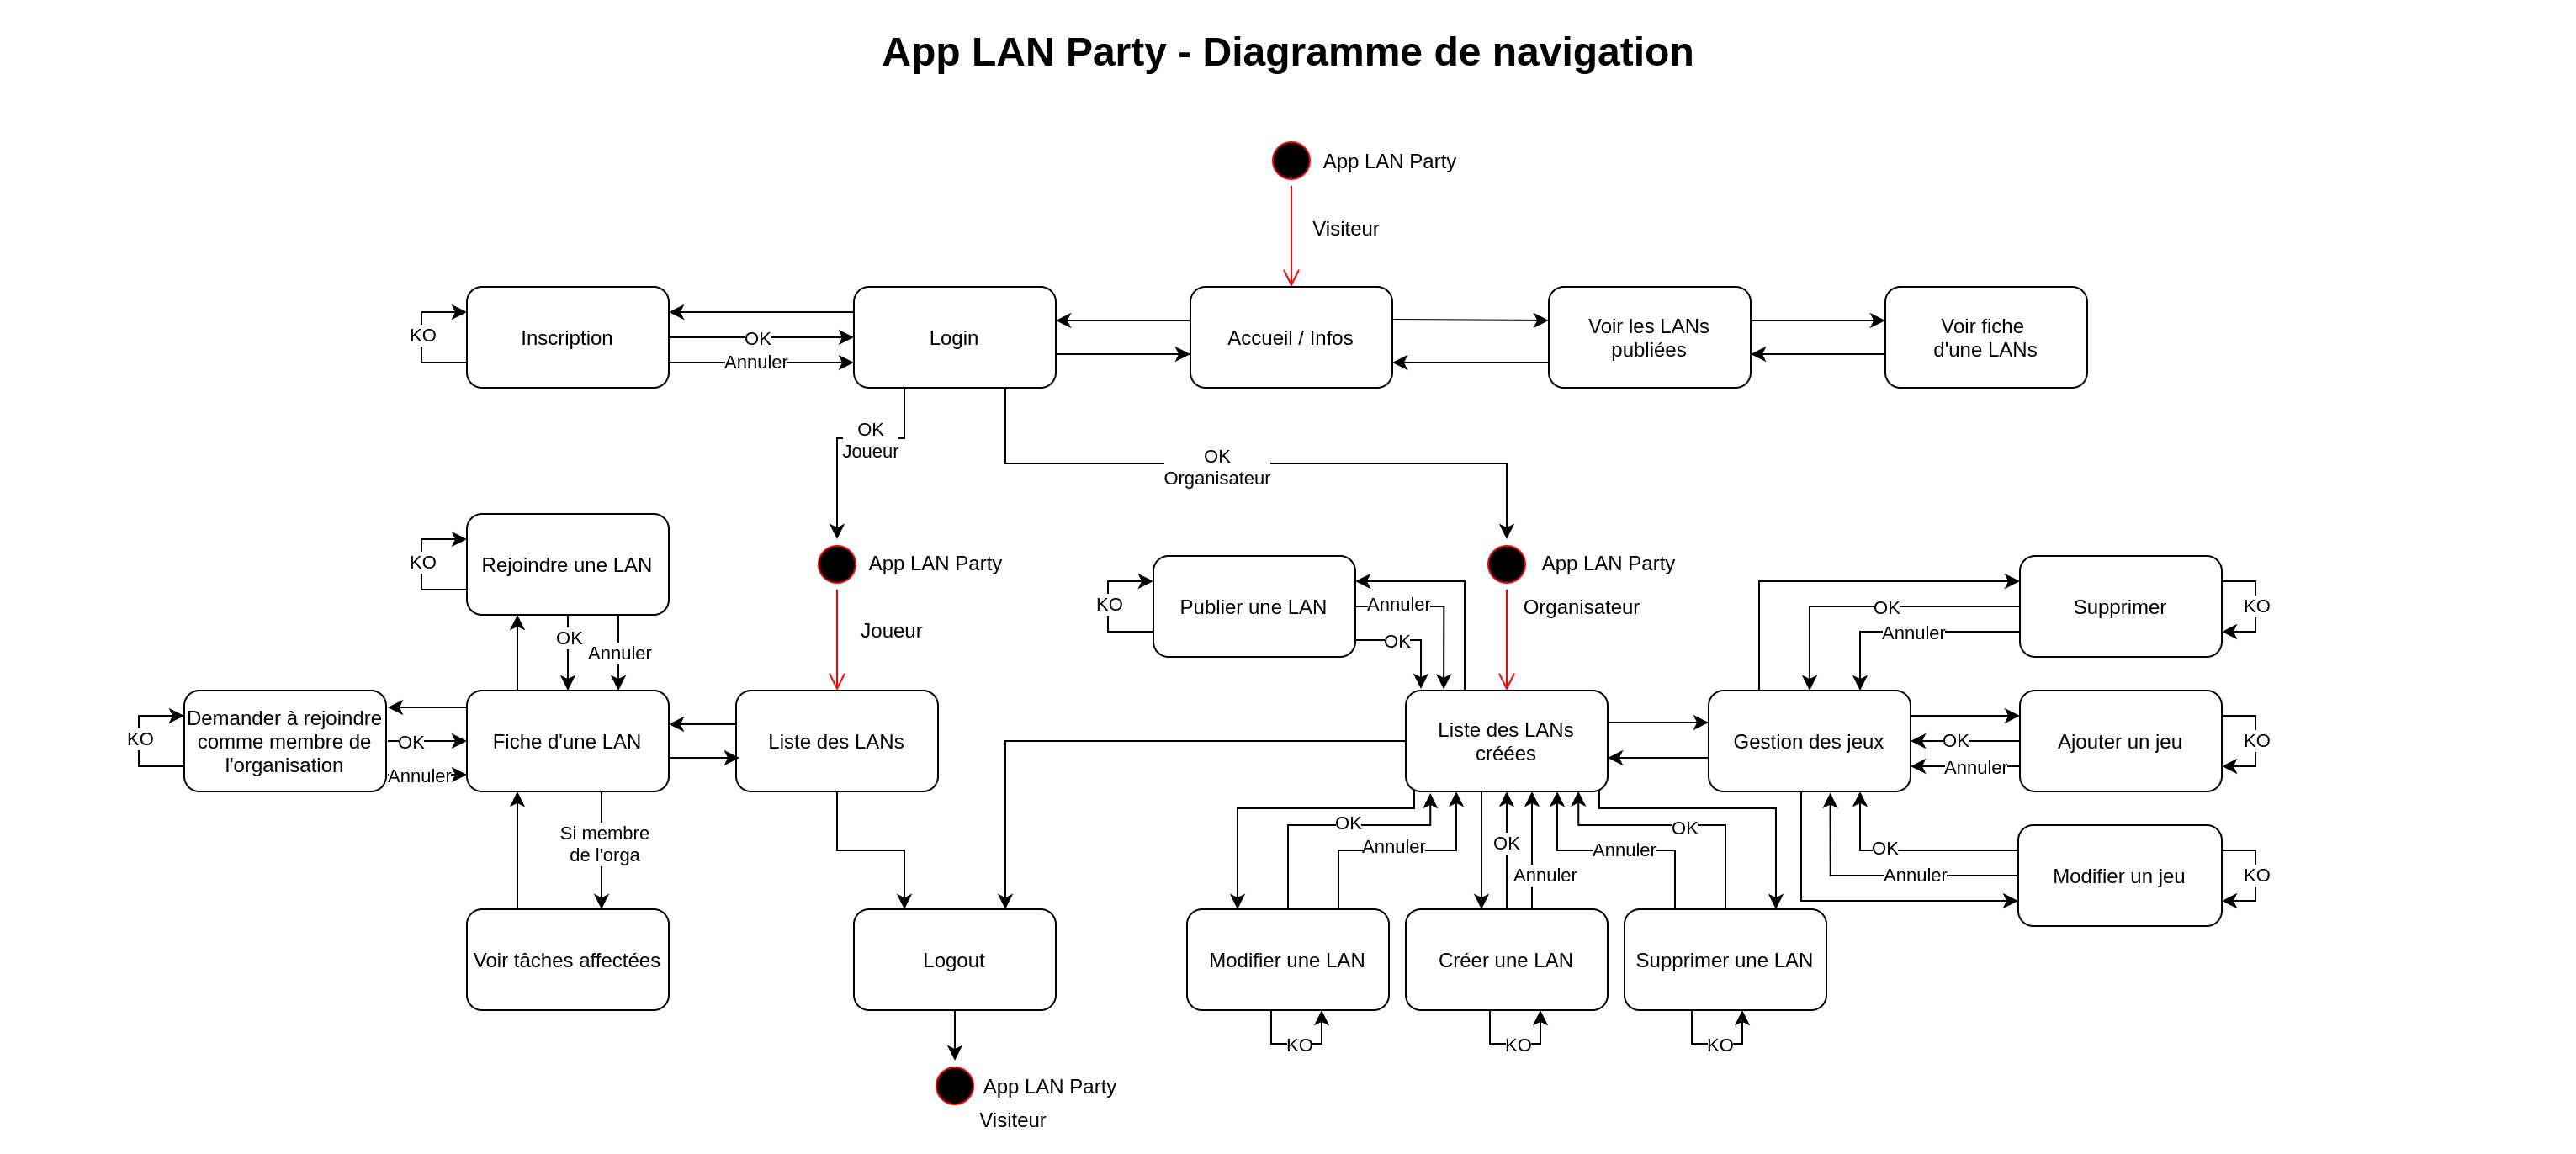 App LAN Party - Diagramme de navigation
App LAN Party
Visiteur
KO
Inscription
OK
Annuler
Login
Accueil / Infos
Voir les LANs
publiées
Voir fiche
d'une LANs
OK
Joueur
OK
Organisateur
KO
Rejoindre une LAN
OK
Annuler
App LAN Party
Joueur
KO
Publier une LAN
Annuler
OK
App LAN Party
Organisateur
Supprimer
KO
OK
Annuler
KO
Demander à rejoindre
comme membre de
l'organisation
OK
Annuler
Fiche d'une LAN
Liste des LANs
Liste des LANs
créées
Gestion des jeux
OK
Annuler
Ajouter un jeu
KO
Si membre
de l'orga
OK
Annuler
OK
Annuler
OK
Annuler
OK
Annuler
Modifier un jeu
KO
Voir tâches affectées
Logout
Modifier une LAN
Créer une LAN
Supprimer une LAN
KO
KO
KO
App LAN Party
Visiteur